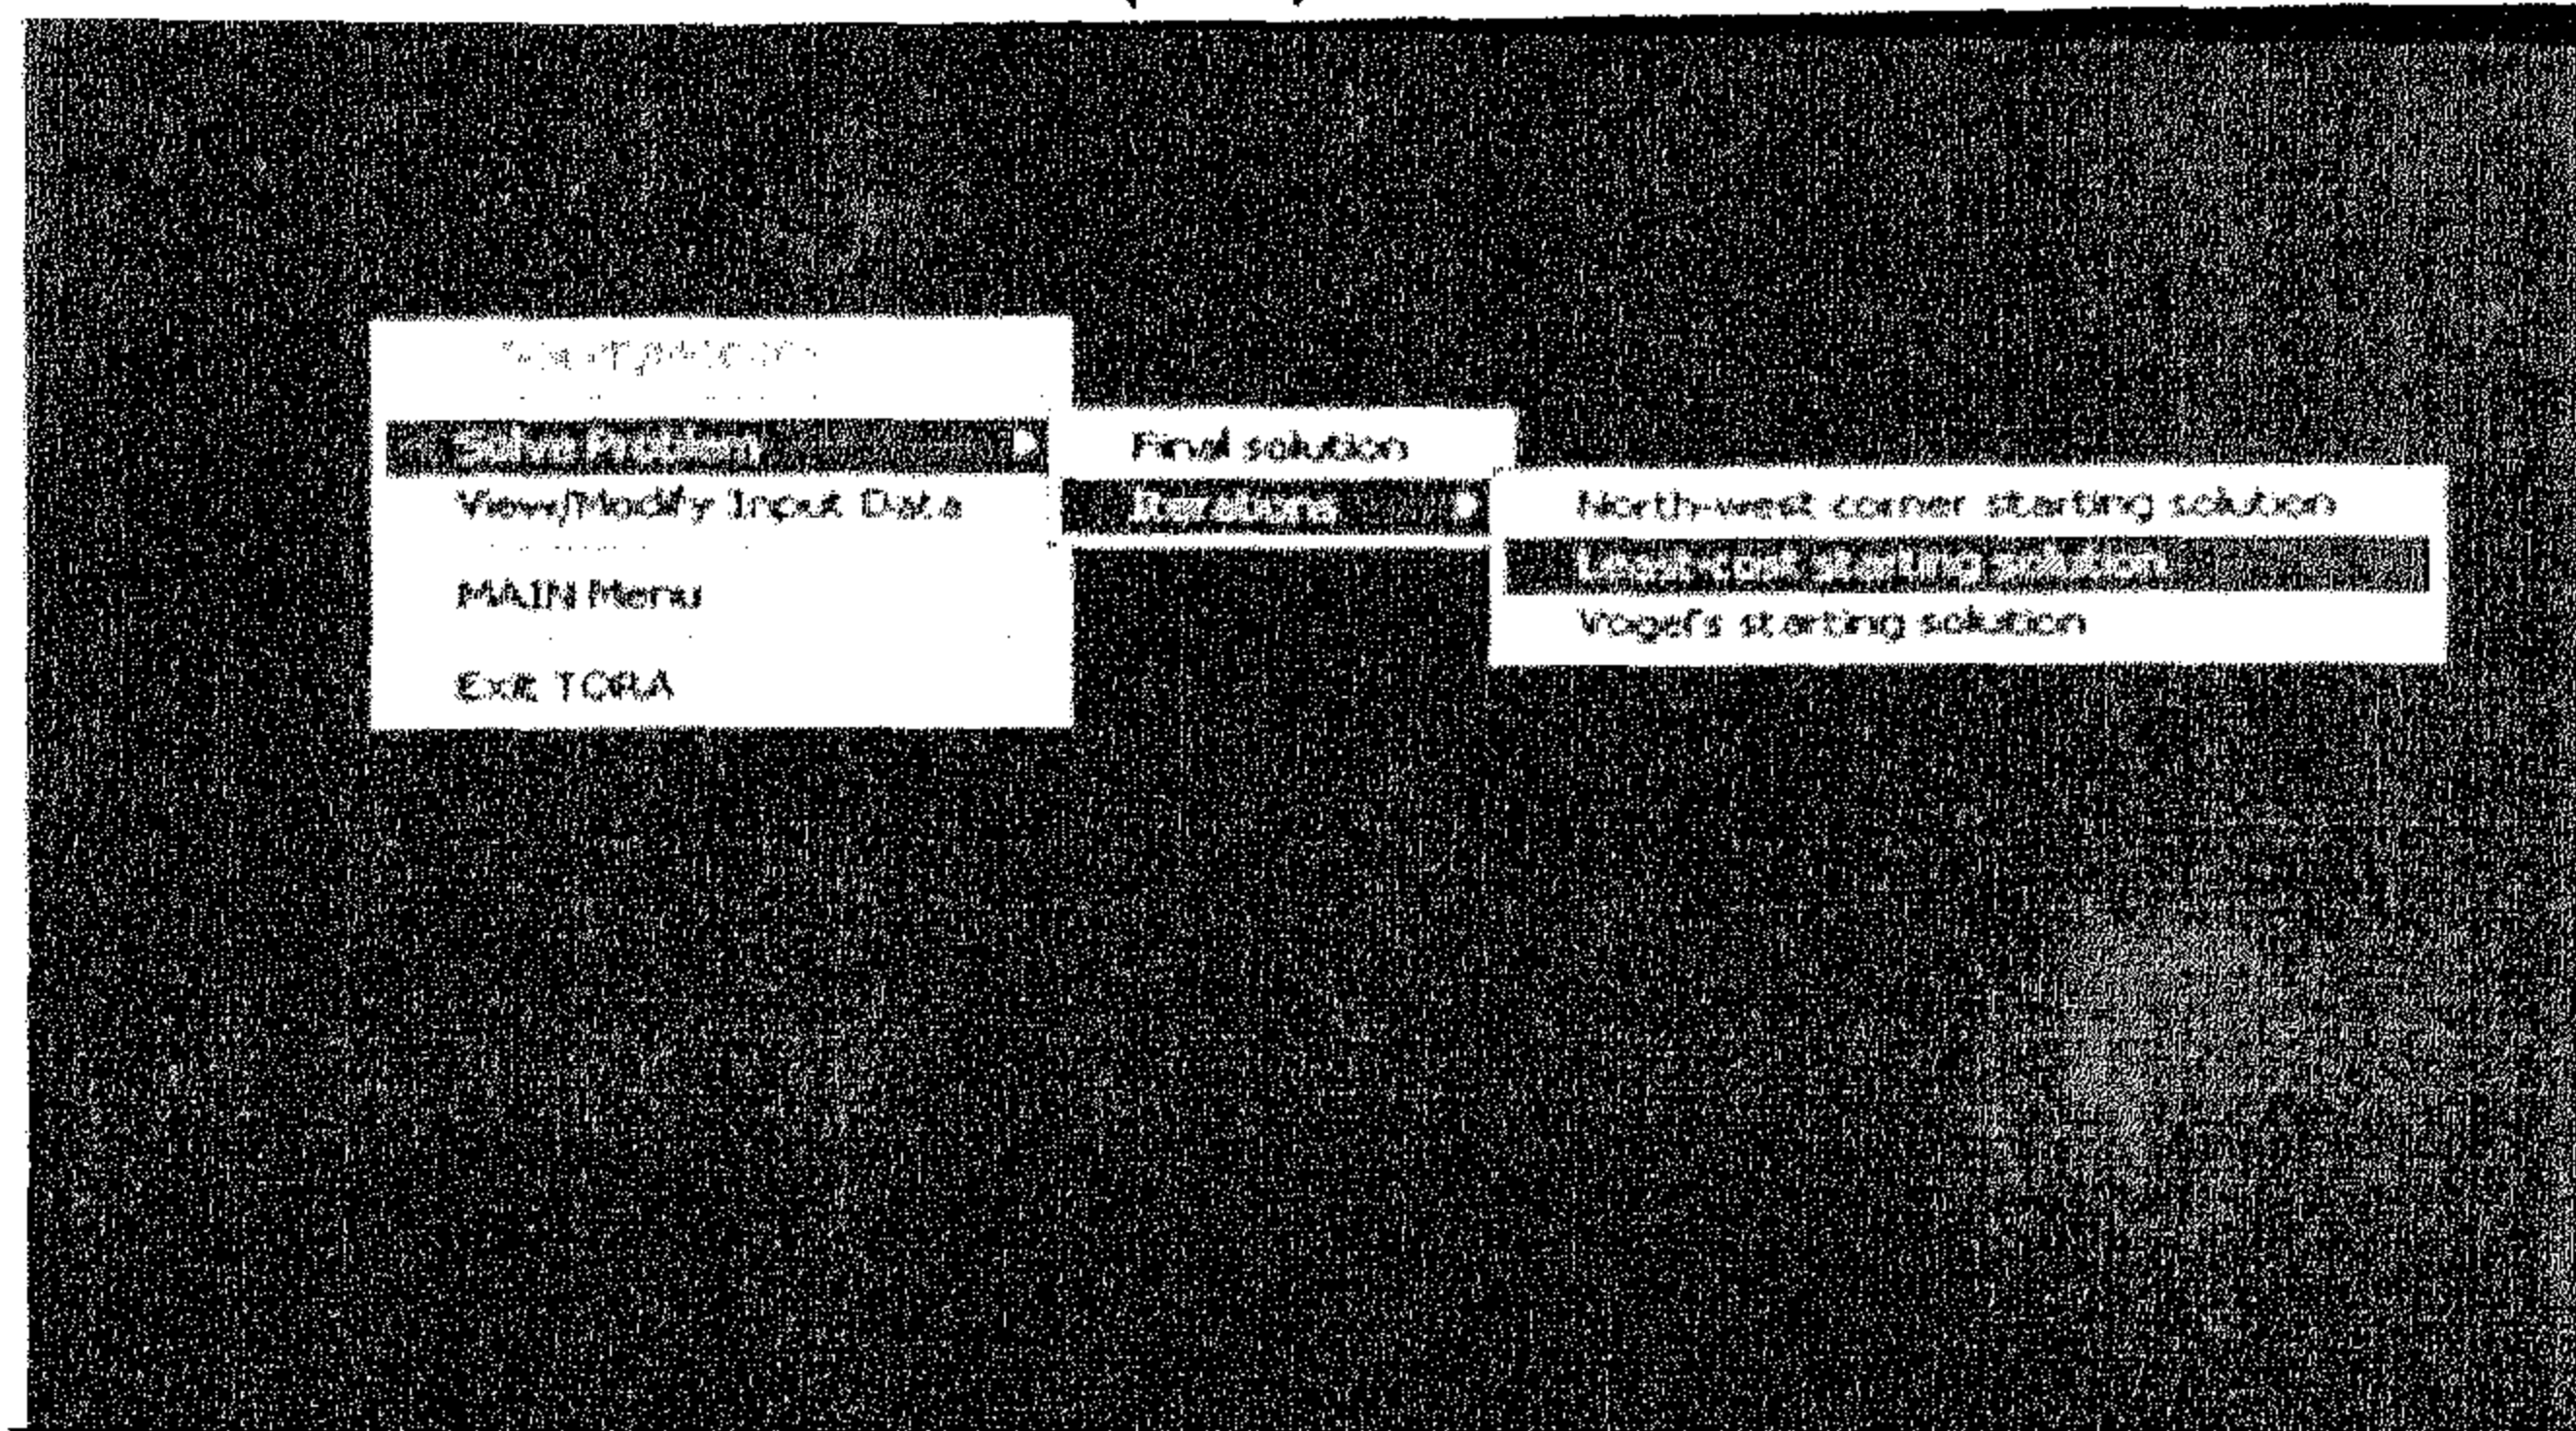 Solve Problem
Final solution
View/Modify Input Data
Iterations
North-west corner starting solution
Least-cost starting solution
MAIN Menu
Vogel's starting solution
Exit TORA